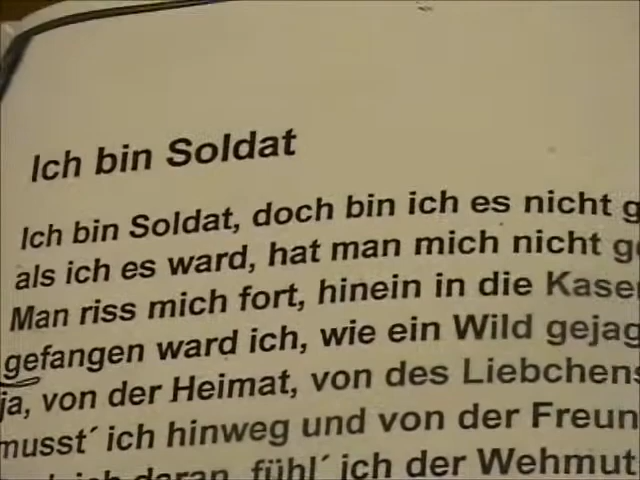 Ich bin Soldat
Ich bin Soldat, doch bin ich es nicht g
als ich es ward, hat man mich nicht g
Man riss mich fort, hinein in die Kase
gefangen ward ich, wie ein Wild gejag
ja, von der Heimat, von des Liebchens
musst´ ich hinweg und von der Freun
ich daran, fühl´ ich der Wehmut